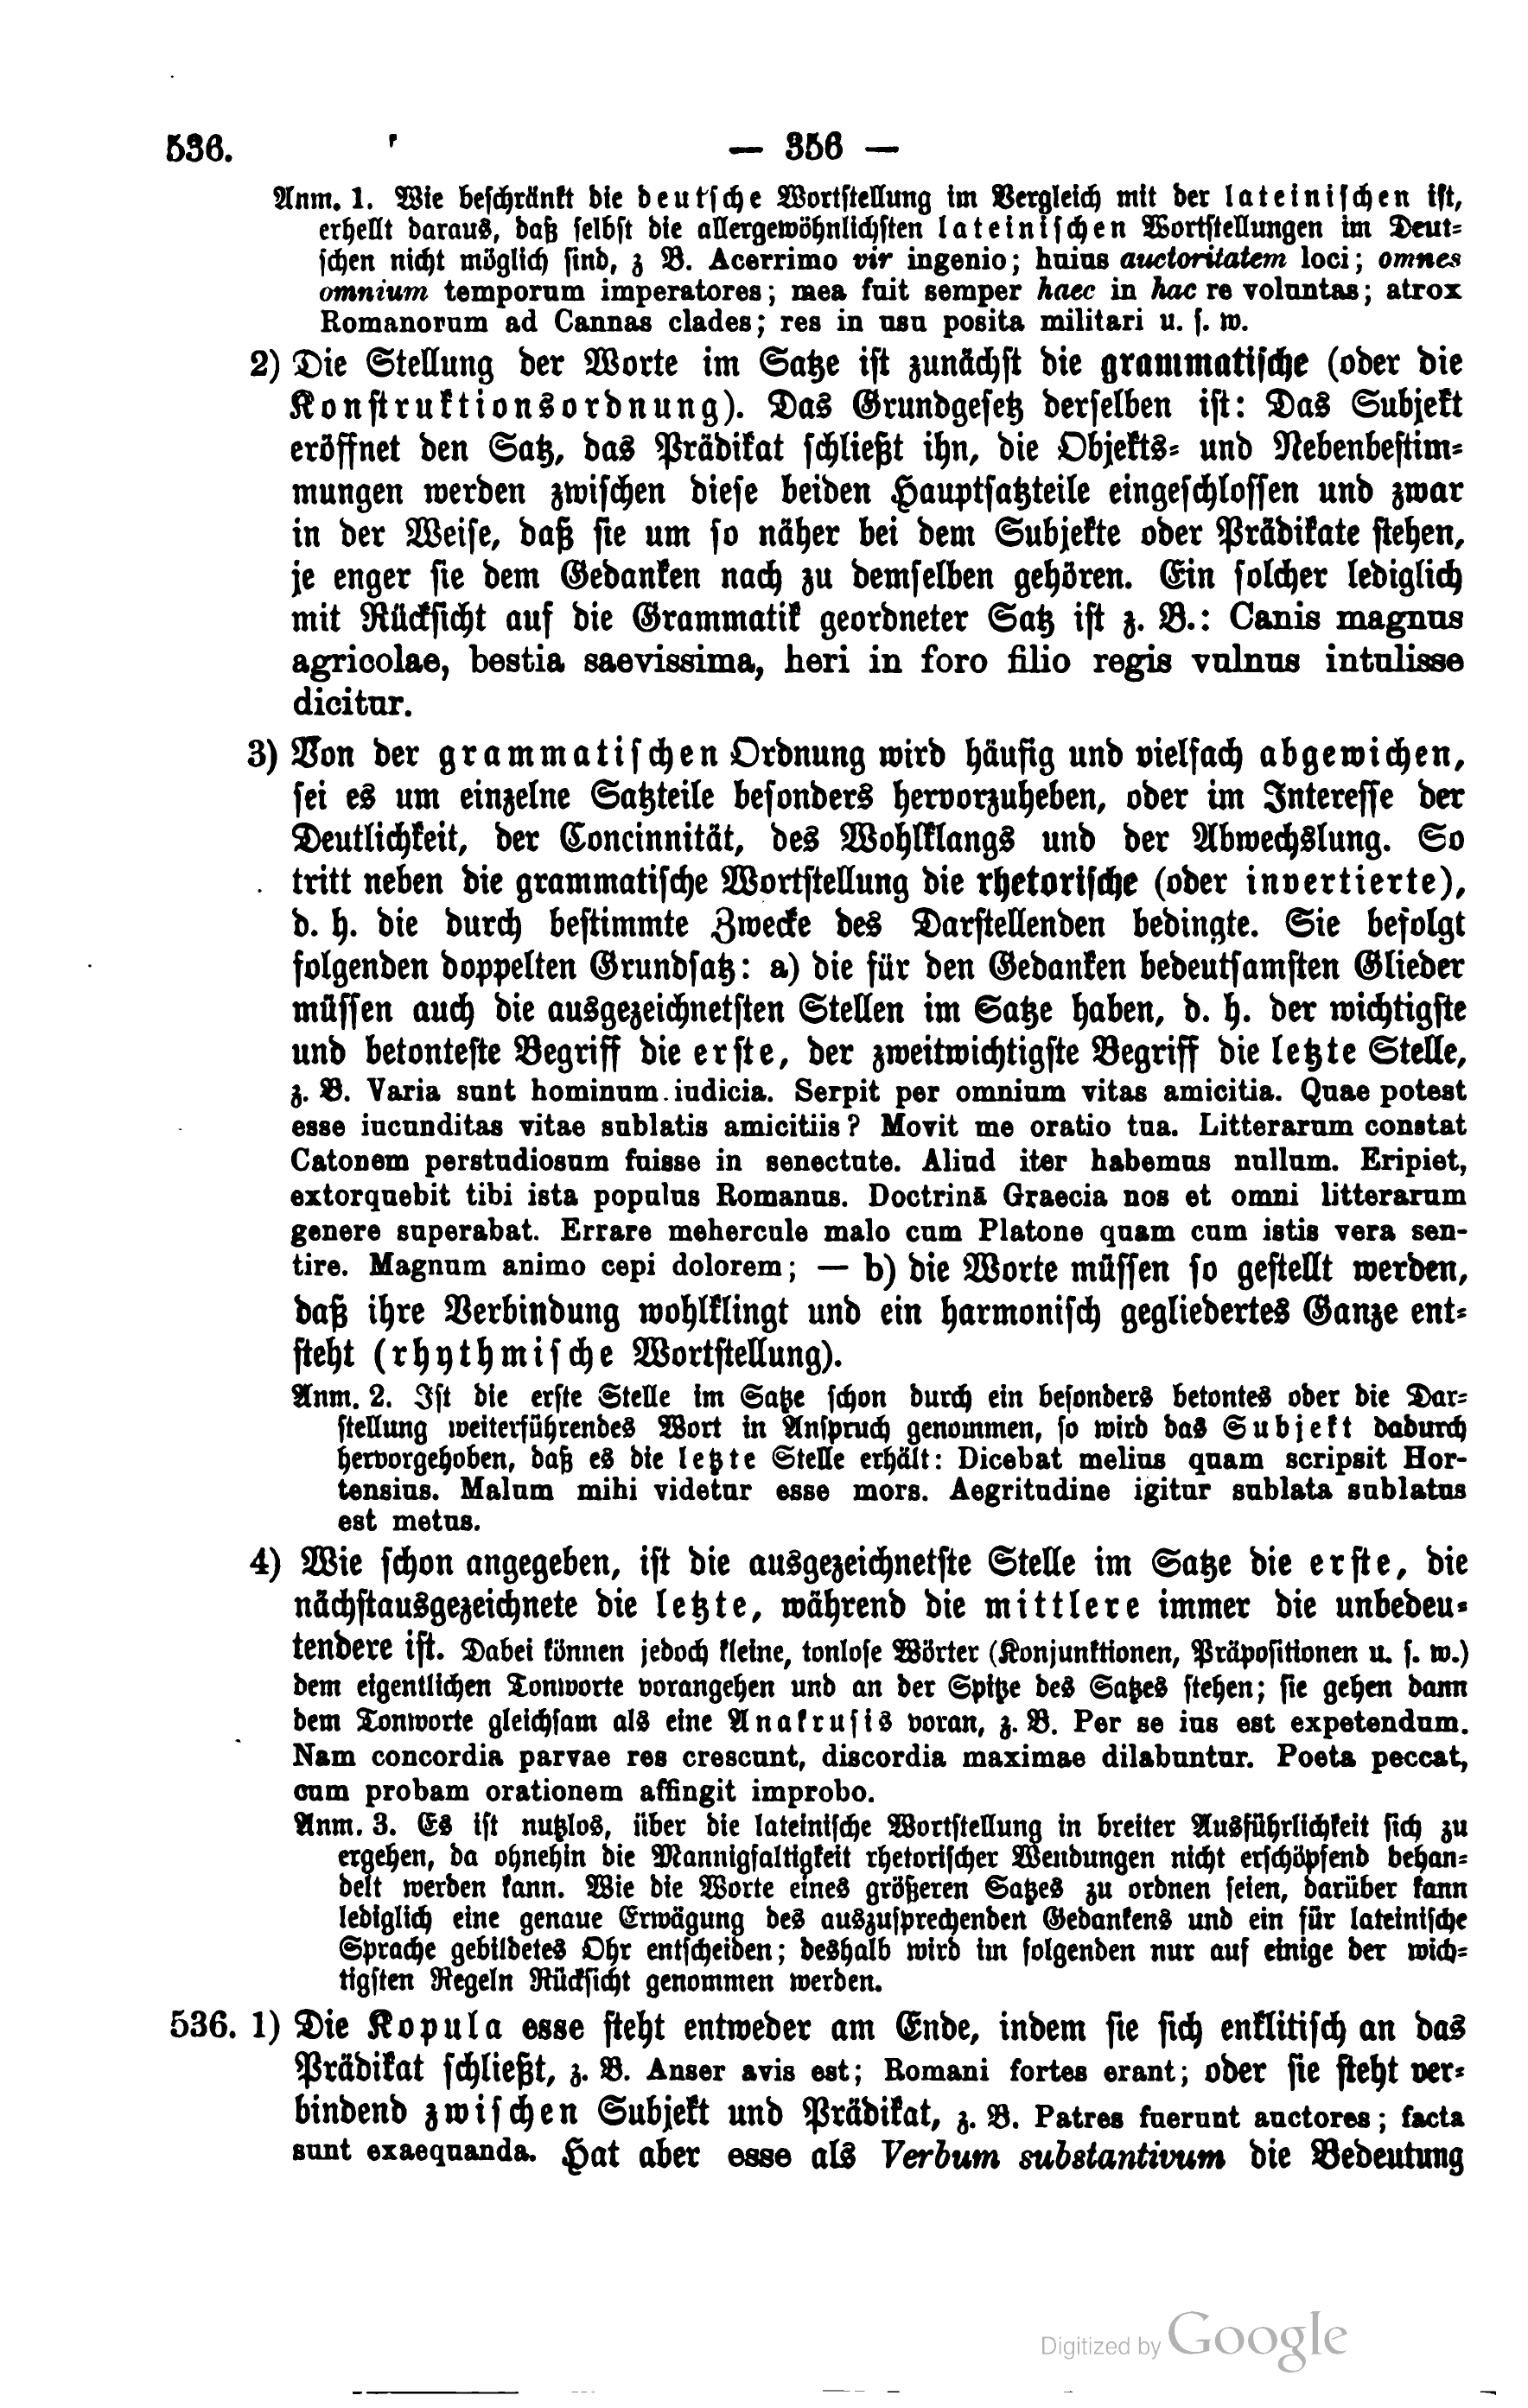 536. — 356 —
Anm. 1. Wie beschränkt die deutsche Wortstellung im Vergleich mit der lateinischen ist,
erhellt daraus, daß selbst die allergewöhnlichsten lateinischen Wortstellungen im Deut-
schen nicht möglich sind, z B. Acerrimo vir ingenio; huius auctoritatem loci; omnes
omnium temporum imperatores; mea fuit semper haec in hac re voluntas; atrox
Romanorum ad Cannas clades; res in usu posita militari u. s. w.
2) Die Stellung der Worte im Satze ist zunächst die grammatische (oder die
Konstruktionsordnung). Das Grundgesetz derselben ist: Das Subjekt
eröffnet den Satz, das Prädikat schließt ihn, die Objekts- und Nebenbestim-
mungen werden zwischen diese beiden Hauptsatzteile eingeschlossen und zwar
in der Weise, daß sie um so näher bei dem Subjekte oder Prädikate stehen,
je enger sie dem Gedanken nach zu demselben gehören. Ein solcher lediglich
mit Rücksicht auf die Grammatik geordneter Satz ist z. B.: Canis magnus
agricolae, bestia saevissima, heri in foro filio regis vulnus intulisse
dicitur.
3) Von der grammatischen Ordnung wird häufig und vielfach abgewichen,
sei es um einzelne Satzteile besonders hervorzuheben, oder im Interesse der
Deutlichkeit, der Concinnität, des Wohlklangs und der Abwechslung. So
tritt neben die grammatische Wortstellung die rhetorische (oder invertierte),
d. h. die durch bestimmte Zwecke des Darstellenden bedingte. Sie befolgt
folgenden doppelten Grundsatz: a) die für den Gedanken bedeutsamsten Glieder
müssen auch die ausgezeichnetsten Stellen im Satze haben, d. h. der wichtigste
und betonteste Begriff die erste, der zweitwichtigste Begriff die letzte Stelle,
z. B. Varia sunt hominum iudicia. Serpit per omnium vitas amicitia. Quae potest
esse iucunditas vitae sublatis amicitiis? Movit me oratio tua. Litterarum constat
Catonem perstudiosum fuisse in senectute. Aliud iter habemus nullum. Eripiet,
extorquebit tibi ista populus Romanus. Doctrinā Graecia nos et omni litterarum
genere superabat. Errare mehercule malo cum Platone quam cum istis vera sen-
tire. Magnum animo cepi dolorem; — b) die Worte müssen so gestellt werden,
daß ihre Verbindung wohlklingt und ein harmonisch gegliedertes Ganze ent-
steht (rhythmische Wortstellung).
Anm. 2. Ist die erste Stelle im Satze schon durch ein besonders betontes oder die Dar-
stellung weiterführendes Wort in Anspruch genommen, so wird das Subjekt dadurch
hervorgehoben, daß es die letzte Stelle erhält: Dicebat melius quam scripsit Hor-
tensius. Malum mihi videtur esse mors. Aegritudine igitur sublata sublatus
est metus.
4) Wie schon angegeben, ist die ausgezeichnetste Stelle im Satze die erste, die
nächstausgezeichnete die letzte, während die mittlere immer die unbedeu-
tendere ist. Dabei können jedoch kleine, tonlose Wörter (Konjunktionen, Präpositionen u. s. w.)
dem eigentlichen Tonworte vorangehen und an der Spitze des Satzes stehen; sie gehen dann
dem Tonworte gleichsam als eine Anakrusis voran, z. B. Per se ius est expetendum.
Nam concordia parvae res crescunt, discordia maximae dilabuntur. Poeta peccat,
cum probam orationem affingit improbo.
Anm. 3. Es ist nutzlos, über die lateinische Wortstellung in breiter Ausführlichkeit sich zu
ergehen, da ohnehin die Mannigfaltigkeit rhetorischer Wendungen nicht erschöpfend behan-
delt werden kann. Wie die Worte eines größeren Satzes zu ordnen seien, darüber kann
lediglich eine genaue Erwägung des auszusprechenden Gedankens und ein für lateinische
Sprache gebildetes Ohr entscheiden; deshalb wird im folgenden nur auf einige der wich-
tigsten Regeln Rücksicht genommen werden.
536. 1) Die Kopula esse steht entweder am Ende, indem sie sich enklitisch an das
Prädikat schließt, z. B. Anser avis est; Romani fortes erant; oder sie steht ver-
bindend zwischen Subjekt und Prädikat, z. B. Patres fuerunt auctores; facta
sunt exaequanda. Hat aber esse als Verbum substantivum die Bedeutung
Digitized by Google